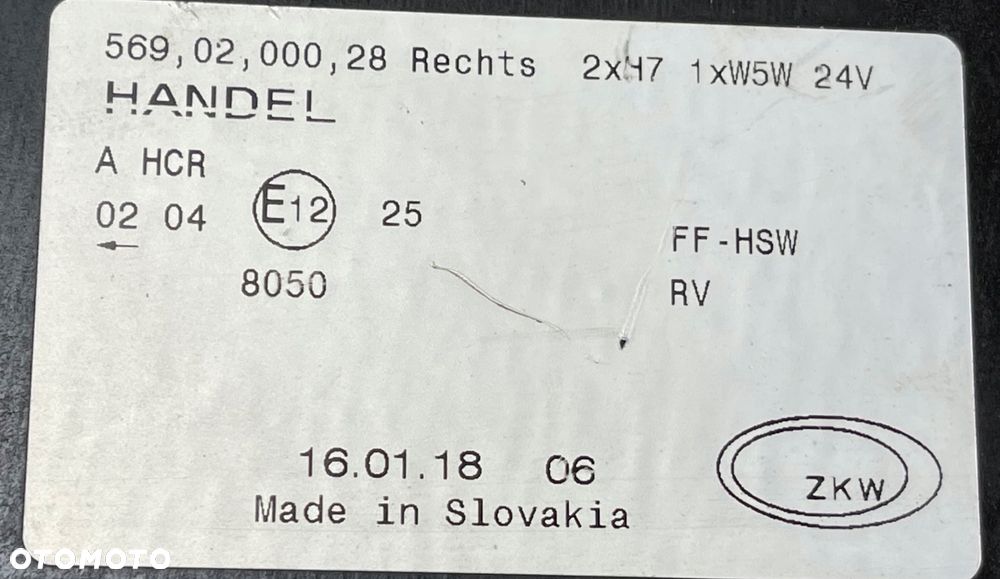 569,02,000,28 Rechts 2xH7 1xW5W 24V
HANDEL
A HCR
02 04 E12 25
8050
FF-HSW
RV
16.01.18 06
Made in Slovakia
ZKW
OTOMOTO